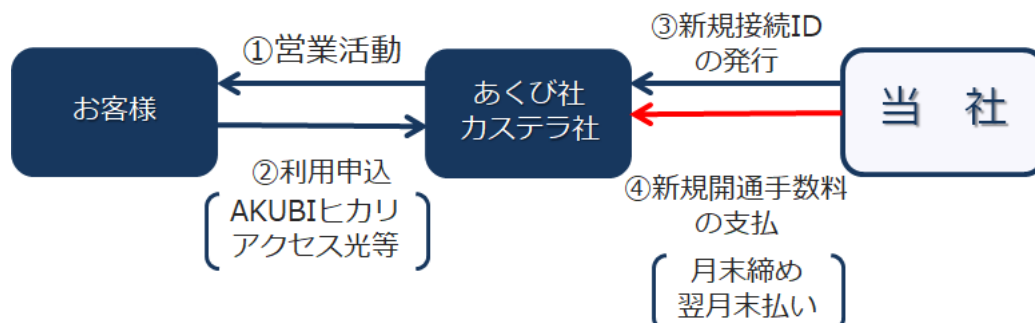 ①営業活動
③新規接続ID
の発行
お客様
あくび社
カステラ社
当 社
②利用申込
AKUBIヒカリ
アクセス光等
④新規開通手数料
の支払
月末締め
翌月末払い